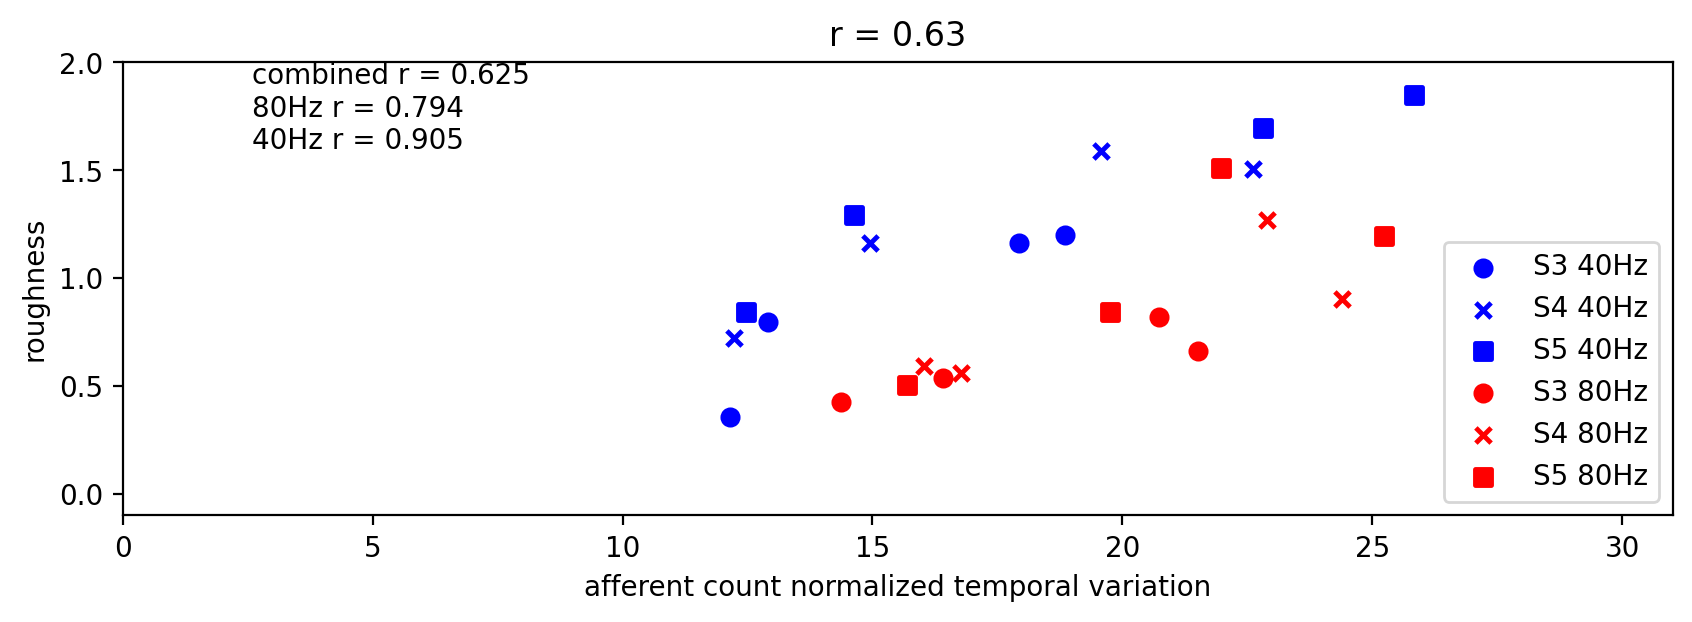 r = 0.63
combined r = 0.625
80Hz r = 0.794
40Hz r = 0.905
2.0
1.5
1.0
0.5
0.0
roughness
0 5 10 15 20 25 30
afferent count normalized temporal variation
S3 40Hz
S4 40Hz
S5 40Hz
S3 80Hz
S4 80Hz
S5 80Hz